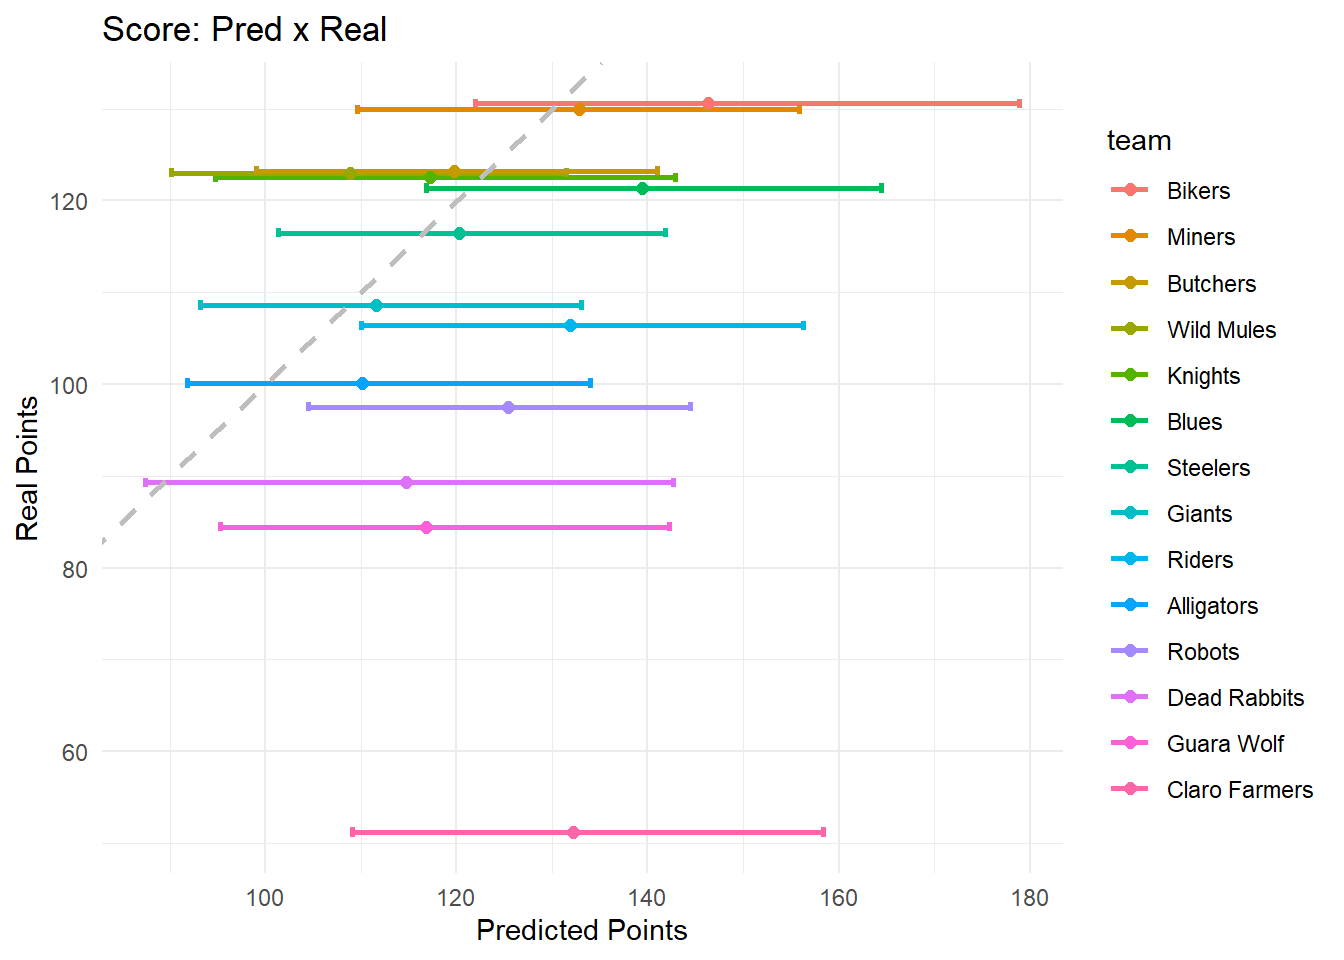 Score: Pred x Real
Real Points
120
100
80
60
100
120
140
160
180
Predicted Points
team
Bikers
Miners
Butchers
Wild Mules
Knights
Blues
Steelers
Giants
Riders
Alligators
Robots
Dead Rabbits
Guara Wolf
Claro Farmers